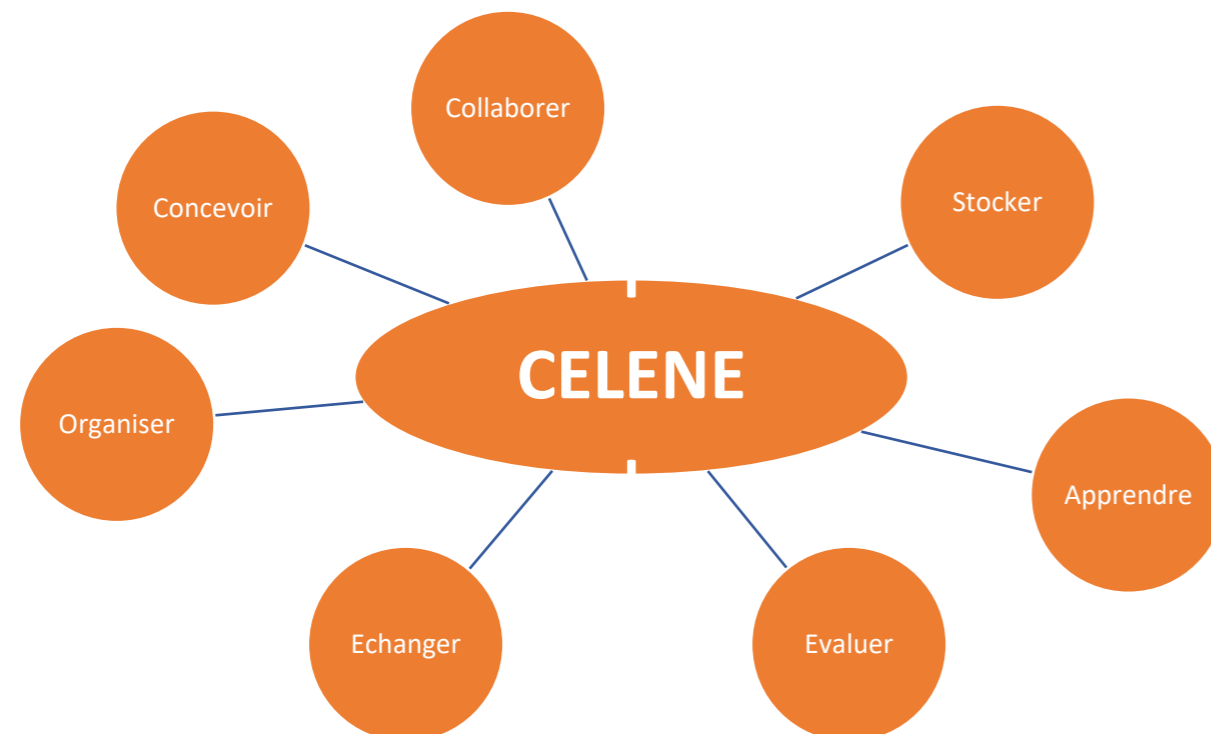 Collaborer
Stocker
Concevoir
CELENE
Organiser
Apprendre
Echanger
Evaluer